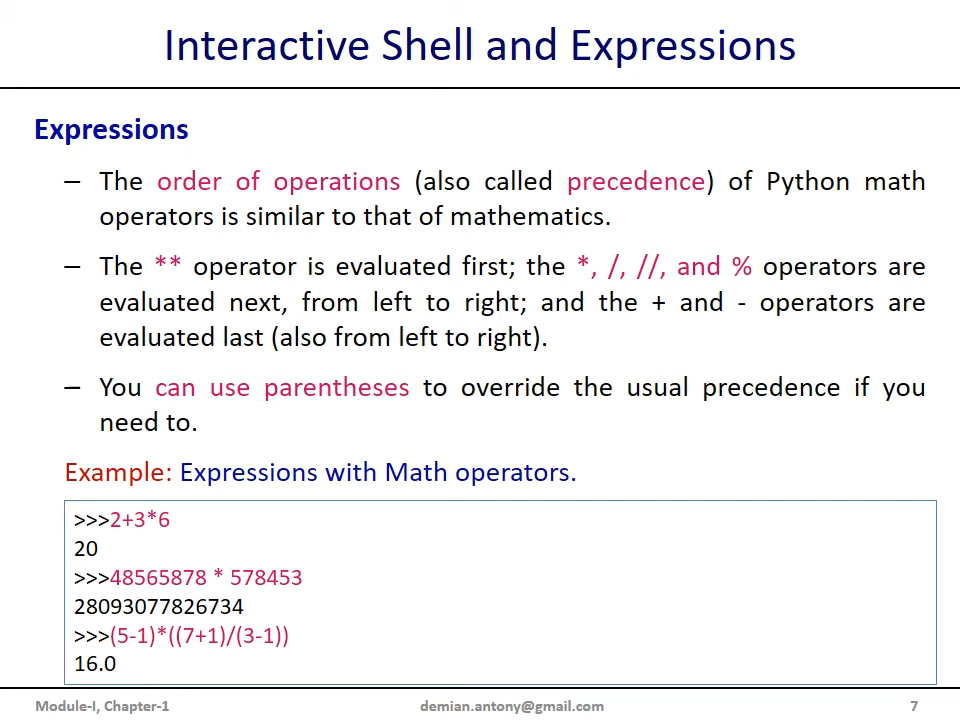 Interactive Shell and Expressions
Expressions
– The order of operations (also called precedence) of Python math
operators is similar to that of mathematics.
– The ** operator is evaluated first; the *, /, //, and % operators are
evaluated next, from left to right; and the + and - operators are
evaluated last (also from left to right).
– You can use parentheses to override the usual precedence if you
need to.
Example: Expressions with Math operators.
>>>2+3*6
20
>>>48565878 * 578453
28093077826734
>>>(5-1)*((7+1)/(3-1))
16.0
Module-I, Chapter-1 demian.antony@gmail.com 7